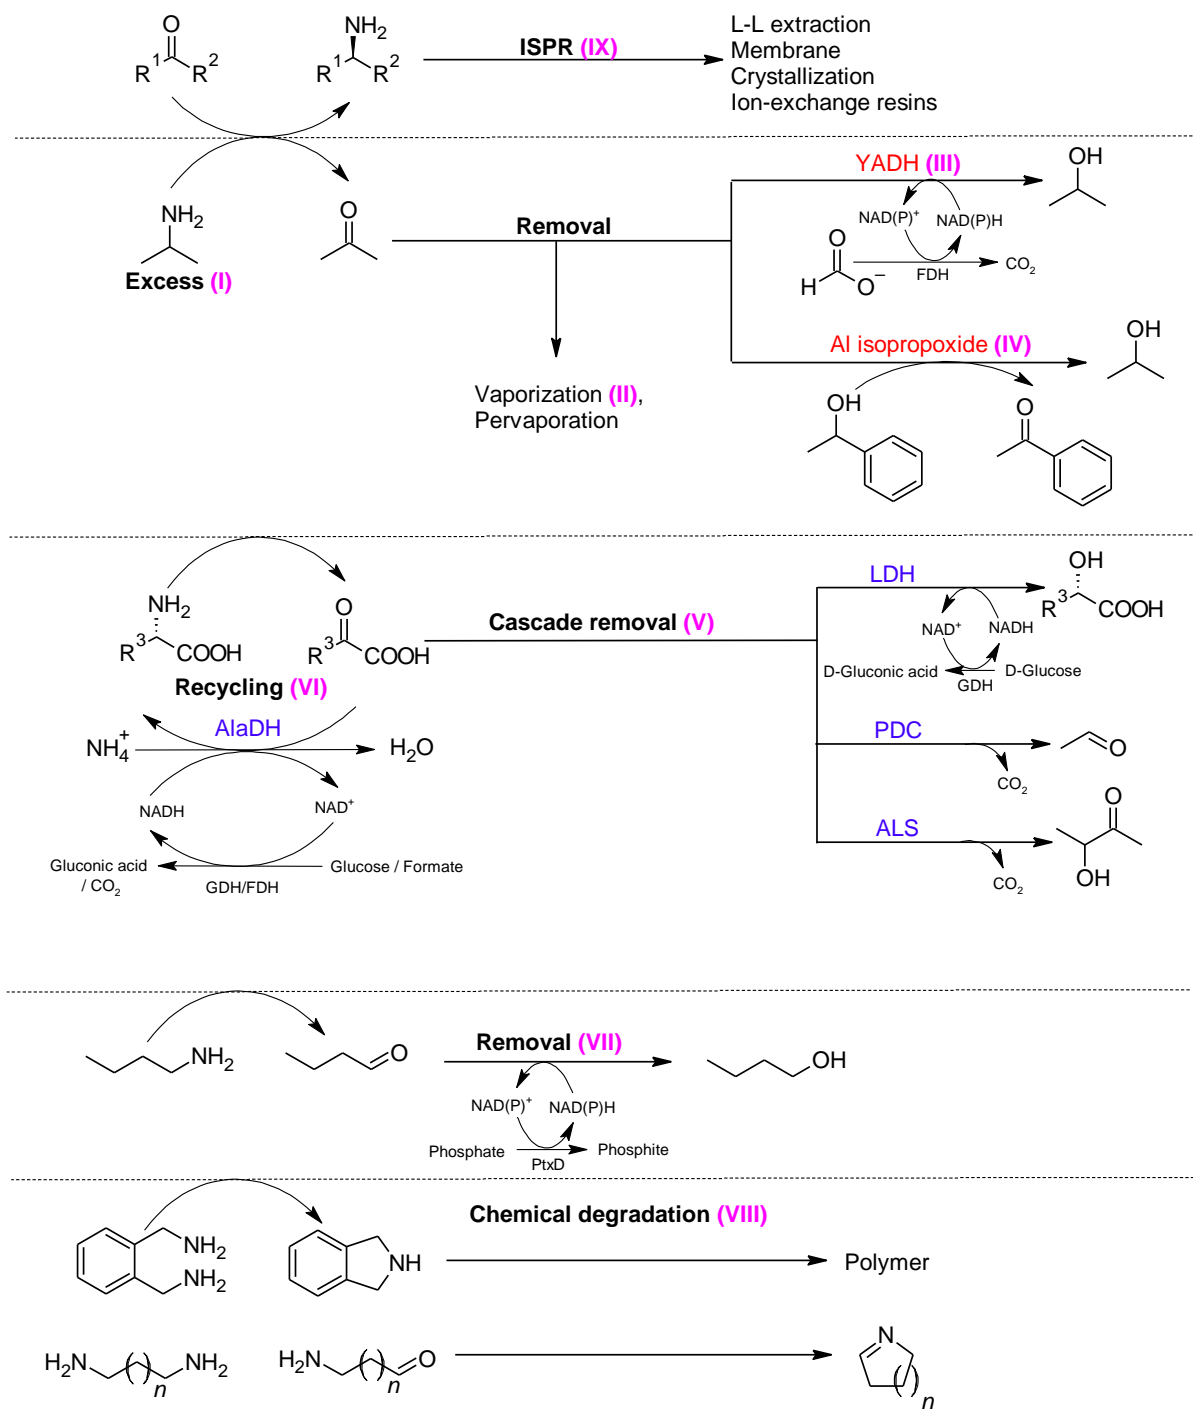 O
NH2
R1 R2
R1 R2
ISPR (IX)
L-L extraction
Membrane
Crystallization
Ion-exchange resins
NH2
Excess (I)
O
Removal
YADH (III)
OH
NAD(P)+ NAD(P)H
O
H O−
FDH
CO2
Al isopropoxide (IV)
OH
Vaporization (II),
Pervaporation
OH
O
NH2
R3 COOH
O
R3 COOH
Recycling (VI)
Cascade removal (V)
LDH
OH
R3 COOH
NAD+ NADH
D-Gluconic acid D-Glucose
GDH
AlaDH
NH4+ H2O
NADH NAD+
Gluconic acid
/ CO2
Glucose / Formate
GDH/FDH
PDC
CO2
O
ALS
CO2
O
OH
NH2
O
Removal (VII)
OH
NAD(P)+ NAD(P)H
Phosphate Phosphite
PtxD
Chemical degradation (VIII)
NH2
NH2
NH
Polymer
H2N ( )n NH2
H2N ( )n O
N
( )n